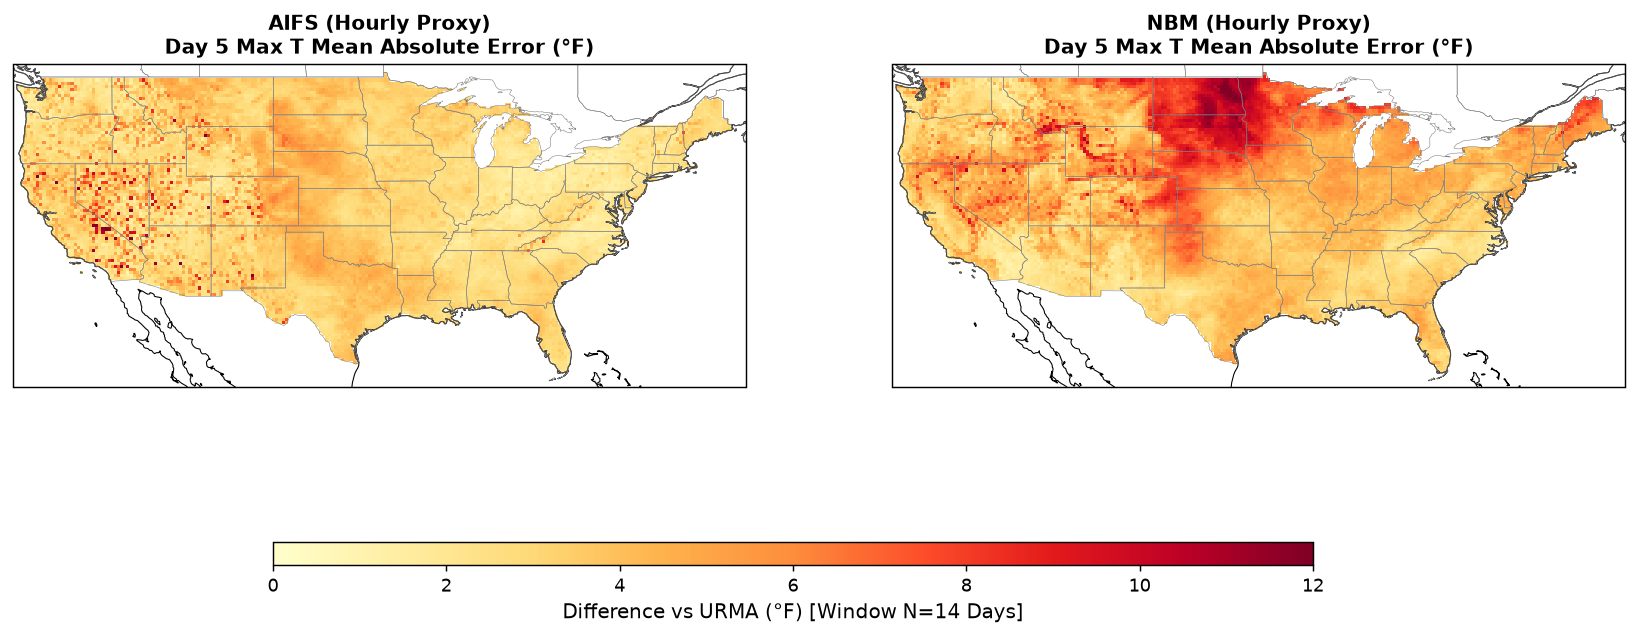 AIFS (Hourly Proxy)
Day 5 Max T Mean Absolute Error (°F)
NBM (Hourly Proxy)
Day 5 Max T Mean Absolute Error (°F)
0 2 4 6 8 10 12
Difference vs URMA (°F) [Window N=14 Days]